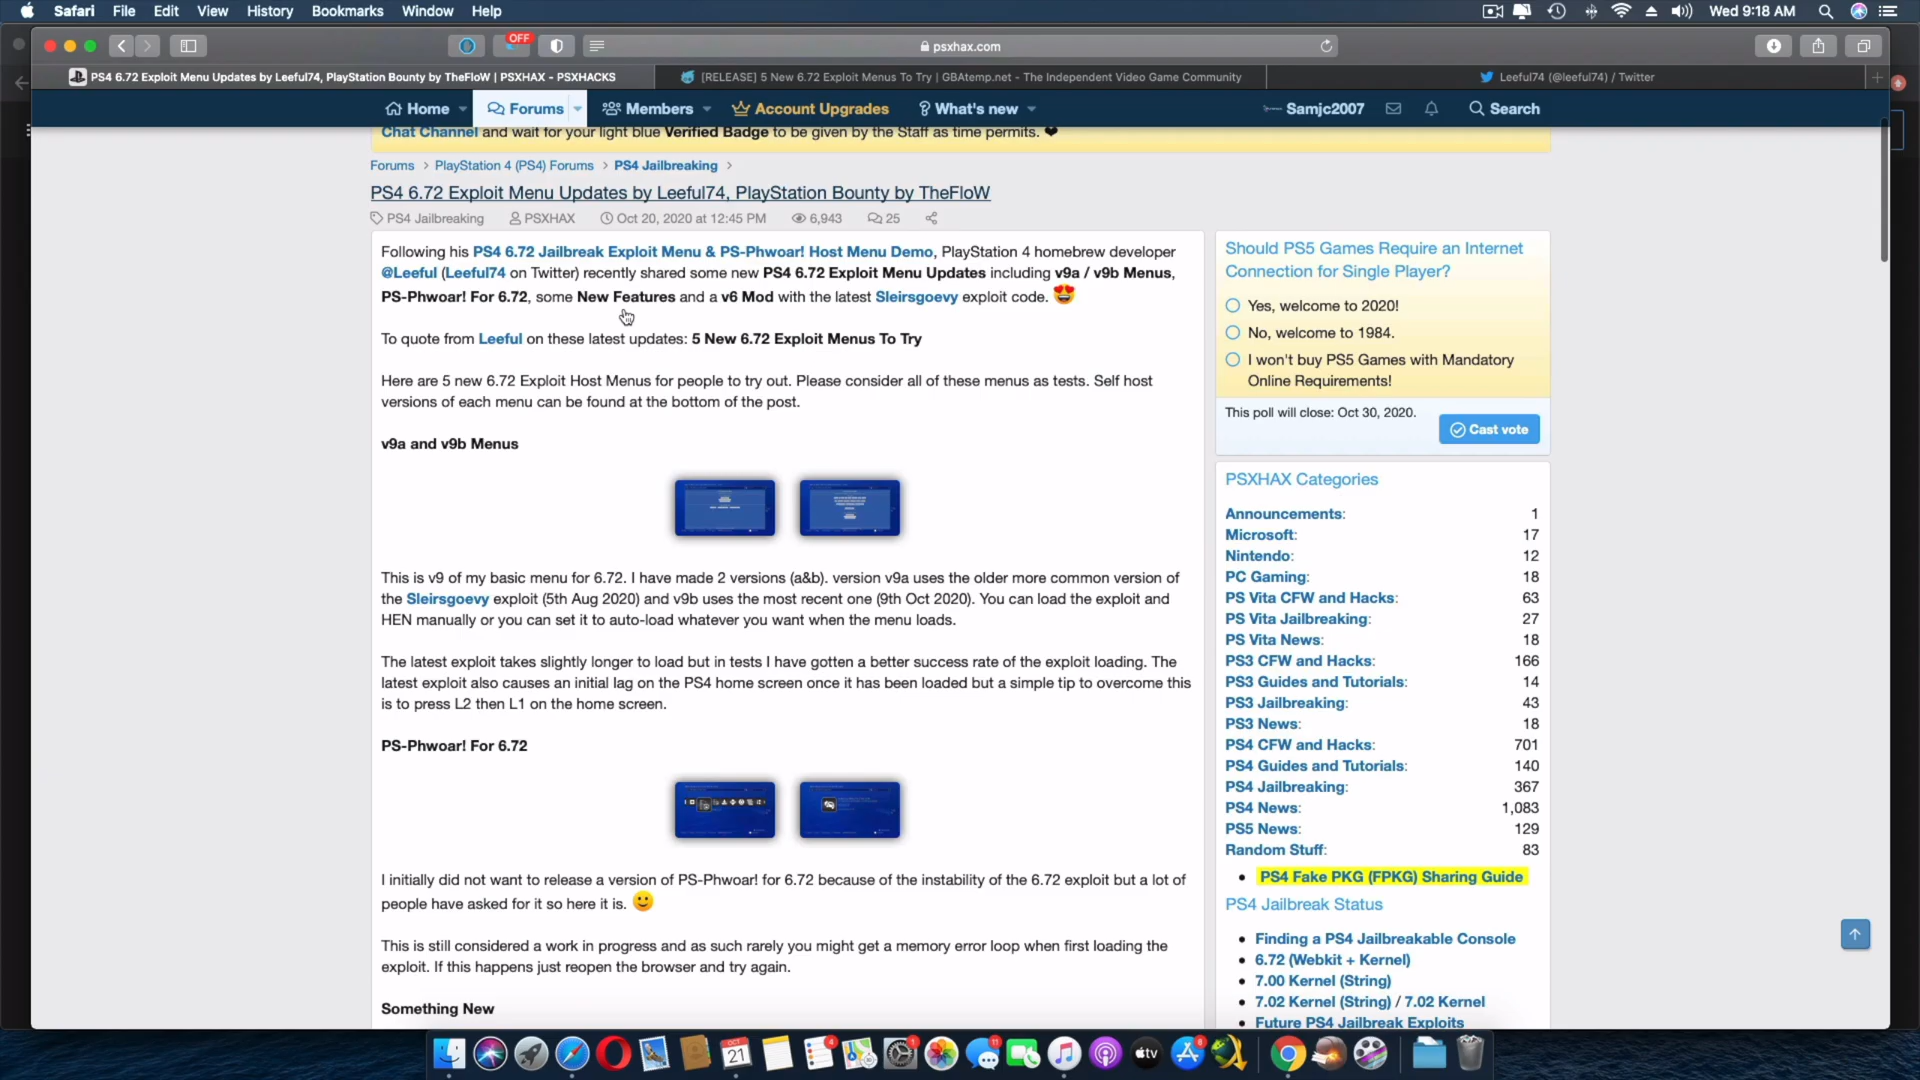 Safari File Edit View History Bookmarks Window Help
Wed 9:18 AM
OFF
psxhax.com
PS4 6.72 Exploit Menu Updates by Leeful74, PlayStation Bounty by TheFloW | PSXHAX - PSXHACKS
[RELEASE] 5 New 6.72 Exploit Menus To Try | GBAtemp.net - The Independent Video Game Community
Leeful74 (@leeful74) / Twitter
Home Forums Members Account Upgrades What's new
Samjc2007 Search
Chat Channel and wait for your light blue Verified Badge to be given by the Staff as time permits. ❤
Forums > PlayStation 4 (PS4) Forums > PS4 Jailbreaking >
PS4 6.72 Exploit Menu Updates by Leeful74, PlayStation Bounty by TheFloW
PS4 Jailbreaking PSXHAX Oct 20, 2020 at 12:45 PM 6,943 25
Following his PS4 6.72 Jailbreak Exploit Menu & PS-Phwoar! Host Menu Demo, PlayStation 4 homebrew developer
@Leeful (Leeful74 on Twitter) recently shared some new PS4 6.72 Exploit Menu Updates including v9a / v9b Menus,
PS-Phwoar! For 6.72, some New Features and a v6 Mod with the latest Sleirsgoevy exploit code. 😍
To quote from Leeful on these latest updates: 5 New 6.72 Exploit Menus To Try
Here are 5 new 6.72 Exploit Host Menus for people to try out. Please consider all of these menus as tests. Self host
versions of each menu can be found at the bottom of the post.
v9a and v9b Menus
This is v9 of my basic menu for 6.72. I have made 2 versions (a&b). version v9a uses the older more common version of
the Sleirsgoevy exploit (5th Aug 2020) and v9b uses the most recent one (9th Oct 2020). You can load the exploit and
HEN manually or you can set it to auto-load whatever you want when the menu loads.
The latest exploit takes slightly longer to load but in tests I have gotten a better success rate of the exploit loading. The
latest exploit also causes an initial lag on the PS4 home screen once it has been loaded but a simple tip to overcome this
is to press L2 then L1 on the home screen.
PS-Phwoar! For 6.72
I initially did not want to release a version of PS-Phwoar! for 6.72 because of the instability of the 6.72 exploit but a lot of
people have asked for it so here it is. 🙂
This is still considered a work in progress and as such rarely you might get a memory error loop when first loading the
exploit. If this happens just reopen the browser and try again.
Something New
Should PS5 Games Require an Internet
Connection for Single Player?
Yes, welcome to 2020!
No, welcome to 1984.
I won't buy PS5 Games with Mandatory
Online Requirements!
This poll will close: Oct 30, 2020.
Cast vote
PSXHAX Categories
Announcements: 1
Microsoft: 17
Nintendo: 12
PC Gaming: 18
PS Vita CFW and Hacks: 63
PS Vita Jailbreaking: 27
PS Vita News: 18
PS3 CFW and Hacks: 166
PS3 Guides and Tutorials: 14
PS3 Jailbreaking: 43
PS3 News: 18
PS4 CFW and Hacks: 701
PS4 Guides and Tutorials: 140
PS4 Jailbreaking: 367
PS4 News: 1,083
PS5 News: 129
Random Stuff: 83
• PS4 Fake PKG (FPKG) Sharing Guide
PS4 Jailbreak Status
• Finding a PS4 Jailbreakable Console
• 6.72 (Webkit + Kernel)
• 7.00 Kernel (String)
• 7.02 Kernel (String) / 7.02 Kernel
• Future PS4 Jailbreak Exploits
OCT
21
tv